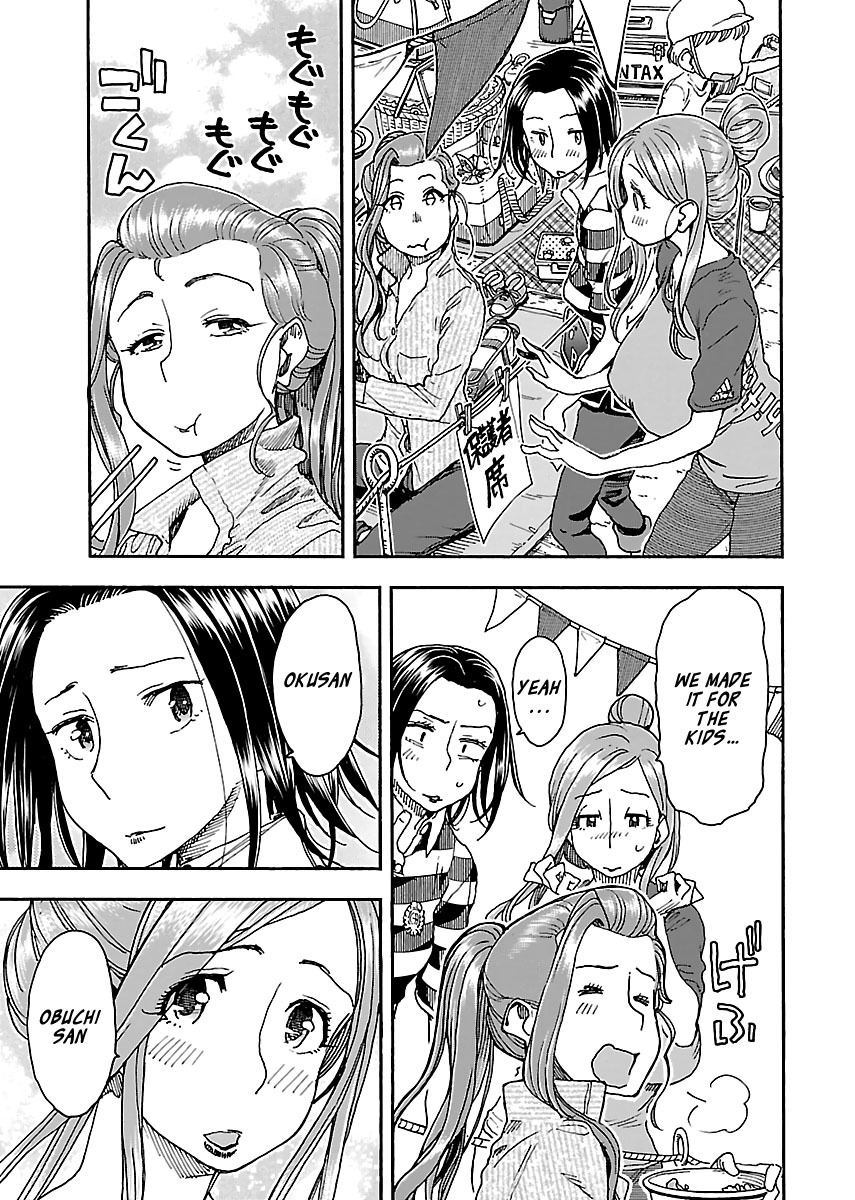 NTAX
保護者
席
もぐもぐ
もぐ
もぐ
ごくん
WE MADE
IT FOR
THE
KIDS...
YEAH
...
げふ
OKUSAN
OBUCHI
SAN